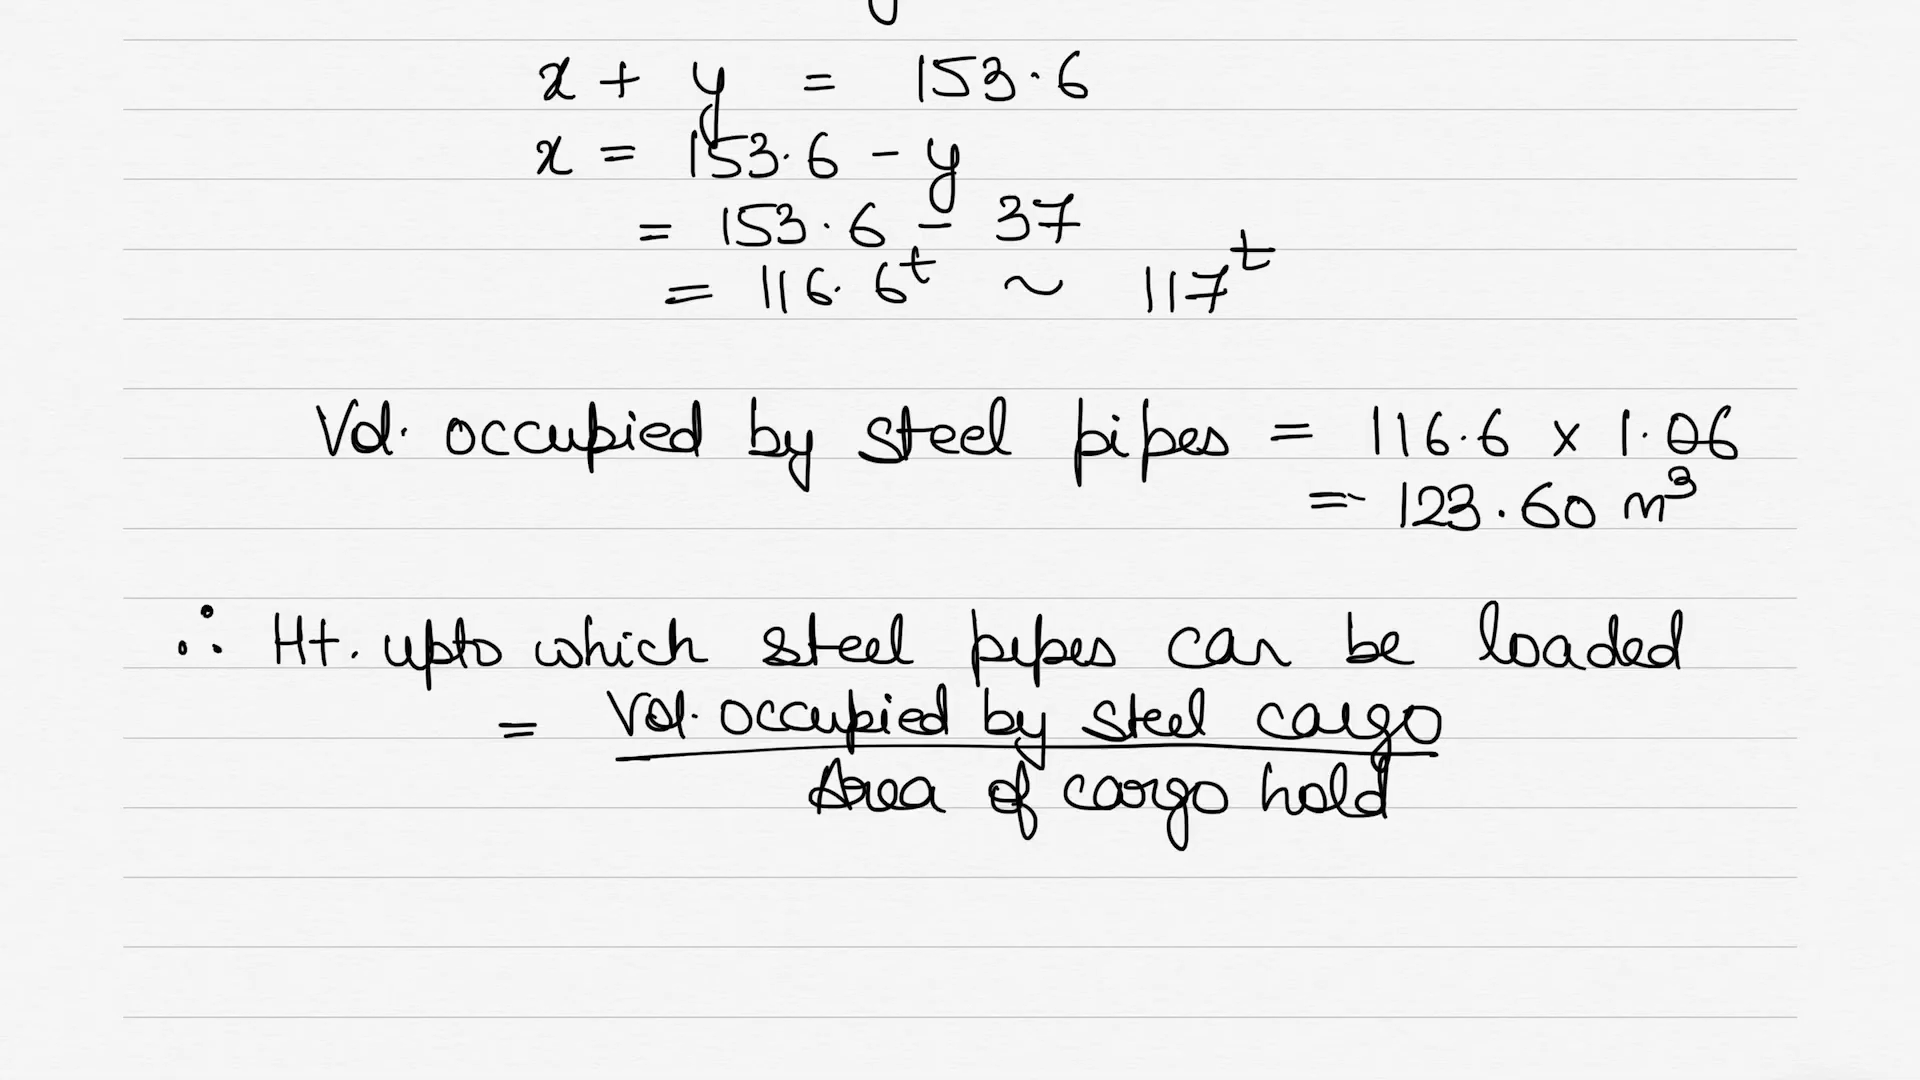 x + y = 153.6
x = 153.6 - y
= 153.6 - 37
= 116.6ᵗ ~ 117ᵗ
Vol. occupied by steel pipes = 116.6 x 1.06
= 123.60 m³
∴ Ht. upto which steel pipes can be loaded
= Vol. occupied by steel cargo
Area of cargo hold